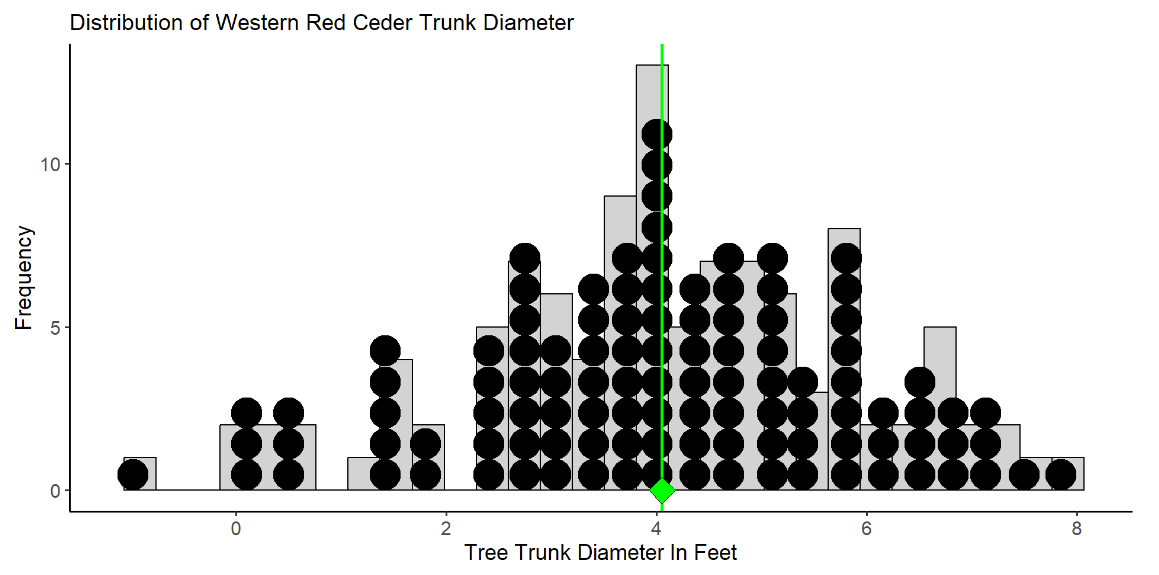 Distribution of Western Red Ceder Trunk Diameter
Frequency
10
5
0
0 2 4 6 8
Tree Trunk Diameter In Feet